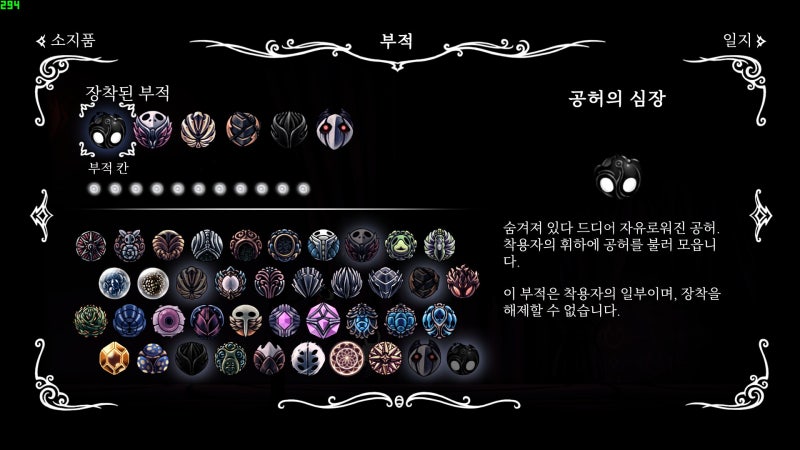 294
소지품
부적
일지
장착된 부적
공허의 심장
부적 칸
숨겨져 있다 드디어 자유로워진 공허.
착용자의 휘하에 공허를 불러 모읍니
다.
이 부적은 착용자의 일부이며, 장착을
해제할 수 없습니다.